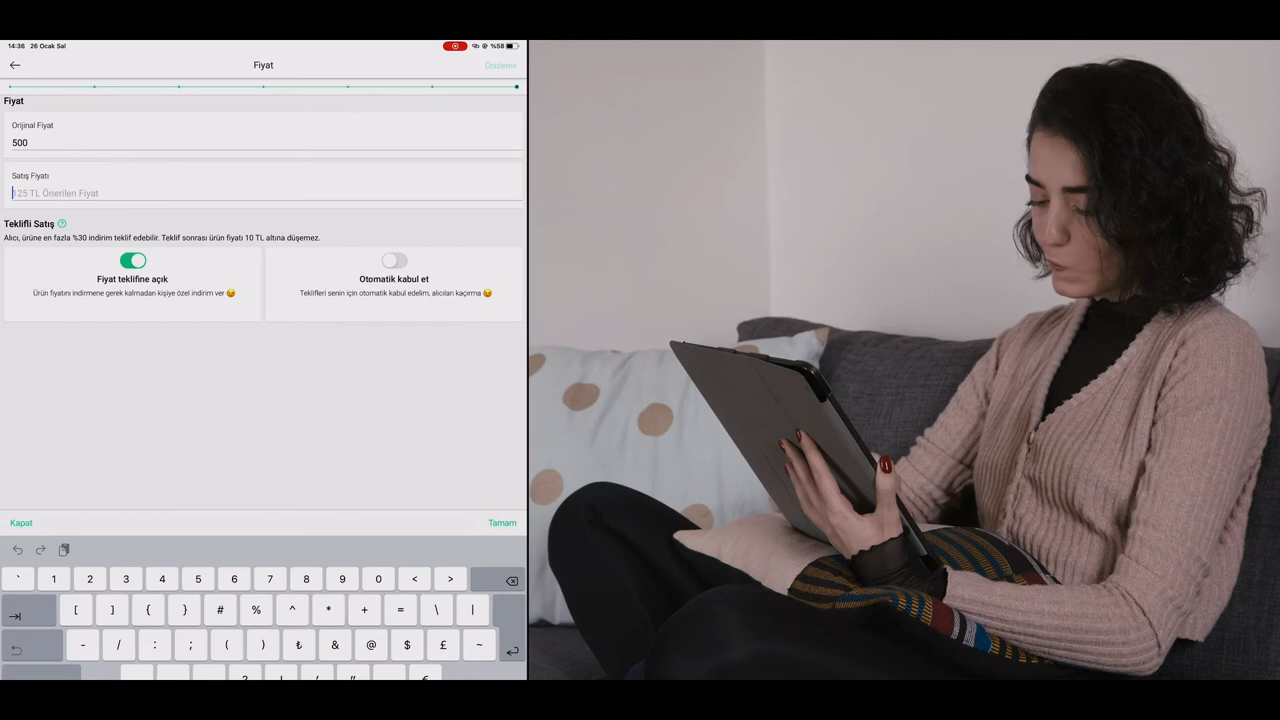 14:36 26 Ocak Sal
%58
Fiyat
Önizleme
Fiyat
Orijinal Fiyat
500
Satış Fiyatı
125 TL Önerilen Fiyat
Teklifli Satış ?
Alıcı, ürüne en fazla %30 indirim teklif edebilir. Teklif sonrası ürün fiyatı 10 TL altına düşemez.
Fiyat teklifine açık
Ürün fiyatını indirmene gerek kalmadan kişiye özel indirim ver 😉
Otomatik kabul et
Teklifleri senin için otomatik kabul edelim, alıcıları kaçırma 😉
Kapat
Tamam
` 1 2 3 4 5 6 7 8 9 0 < >
[ ] { } # % ^ * + = \ |
- / : ; ( ) ₺ & @ $ £ ~